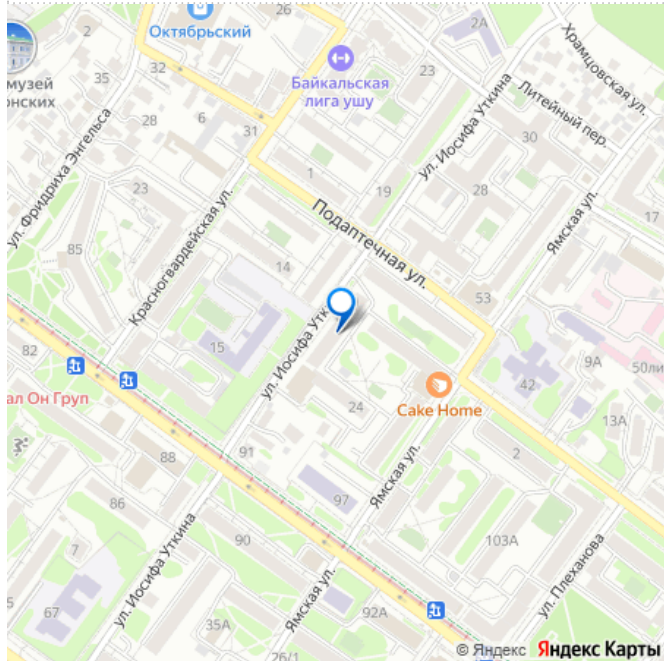 Октябрьский
2А
Храмцовская ул.
35
32
музей
онских
Байкальская
лига ушу
23
Литейный пер.
28
6
31
ул. Фридриха Энгельса
ул. Иосифа Уткина
30
1
19
28
Ямская ул.
17
23
Красногвардейская ул.
Подаптечная ул.
85
14
53
82
15
ул. Иосифа Утк
42
9А
50ли
ал Он Груп
24
Cake Home
13А
88
91
2
86
97
Ямская ул.
7
ул. Иосифа Уткина
90
103А
ул. Плеханова
67
35А
Ямская ул.
92А
26/1
© Яндекс Яндекс Карты